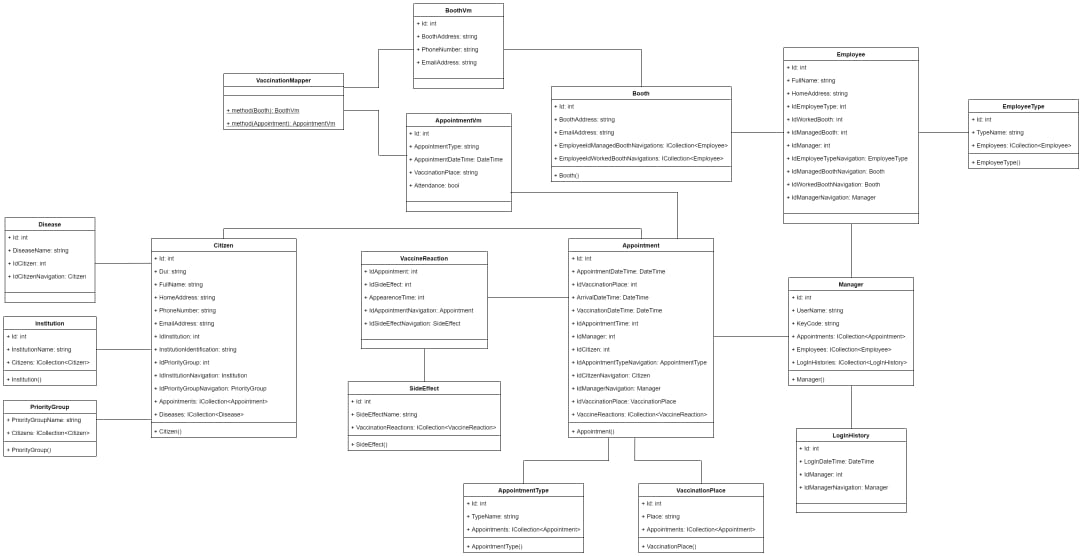 BoothVm
+ Id: int
+ BoothAddress: string
+ PhoneNumber: string
+ EmailAddress: string
VaccinationMapper
+ method(Booth): BoothVm
+ method(Appointment): AppointmentVm
AppointmentVm
+ Id: int
+ AppointmentType: string
+ AppointmentDateTime: DateTime
+ VaccinationPlace: string
+ Attendance: bool
Booth
+ Id: int
+ BoothAddress: string
+ EmailAddress: string
+ EmployeeIdManagedBoothNavigations: ICollection<Employee>
+ EmployeeIdWorkedBoothNavigations: ICollection<Employee>
+ Booth()
Employee
+ Id: int
+ FullName: string
+ HomeAddress: string
+ IdEmployeeType: int
+ IdWorkedBooth: int
+ IdManagedBooth: int
+ IdManager: int
+ IdEmployeeTypeNavigation: EmployeeType
+ IdManagedBoothNavigation: Booth
+ IdWorkedBoothNavigation: Booth
+ IdManagerNavigation: Manager
EmployeeType
+ Id: int
+ TypeName: string
+ Employees: ICollection<Employee>
+ EmployeeType()
Disease
+ Id: int
+ DiseaseName: string
+ IdCitizen: int
+ IdCitizenNavigation: Citizen
Institution
+ Id: int
+ InstitutionName: string
+ Citizens: ICollection<Citizen>
+ Institution()
PriorityGroup
+ PriorityGroupName: string
+ Citizens: ICollection<Citizen>
+ PriorityGroup()
Citizen
+ Id: int
+ Dui: string
+ FullName: string
+ HomeAddress: string
+ PhoneNumber: string
+ EmailAddress: string
+ IdInstitution: int
+ InstitutionIdentification: string
+ IdPriorityGroup: int
+ IdInstitutionNavigation: Institution
+ IdPriorityGroupNavigation: PriorityGroup
+ Appointments: ICollection<Appointment>
+ Diseases: ICollection<Disease>
+ Citizen()
VaccineReaction
+ IdAppointment: int
+ IdSideEffect: int
+ AppearenceTime: int
+ IdAppointmentNavigation: Appointment
+ IdSideEffectNavigation: SideEffect
SideEffect
+ Id: int
+ SideEffectName: string
+ VaccinationReactions: ICollection<VaccineReaction>
+ SideEffect()
Appointment
+ Id: int
+ AppointmentDateTime: DateTime
+ IdVaccinationPlace: int
+ ArrivalDateTime: DateTime
+ VaccinationDateTime: DateTime
+ IdAppointmentTime: int
+ IdManager: int
+ IdCitizen: int
+ IdAppointmentTypeNavigation: AppointmentType
+ IdCitizenNavigation: Citizen
+ IdManagerNavigation: Manager
+ IdVaccinationPlace: VaccinationPlace
+ VaccineReactions: ICollection<VaccineReaction>
+ Appointment()
Manager
+ Id: int
+ UserName: string
+ KeyCode: string
+ Appointments: ICollection<Appointment>
+ Employees: ICollection<Employee>
+ LogInHistories: ICollection<LogInHistory>
+ Manager()
LogInHistory
+ Id: int
+ LogInDateTime: DateTime
+ IdManager: int
+ IdManagerNavigation: Manager
AppointmentType
+ Id: int
+ TypeName: string
+ Appointments: ICollection<Appointment>
+ AppointmentType()
VaccinationPlace
+ Id: int
+ Place: string
+ Appointments: ICollection<Appointment>
+ VaccinationPlace()